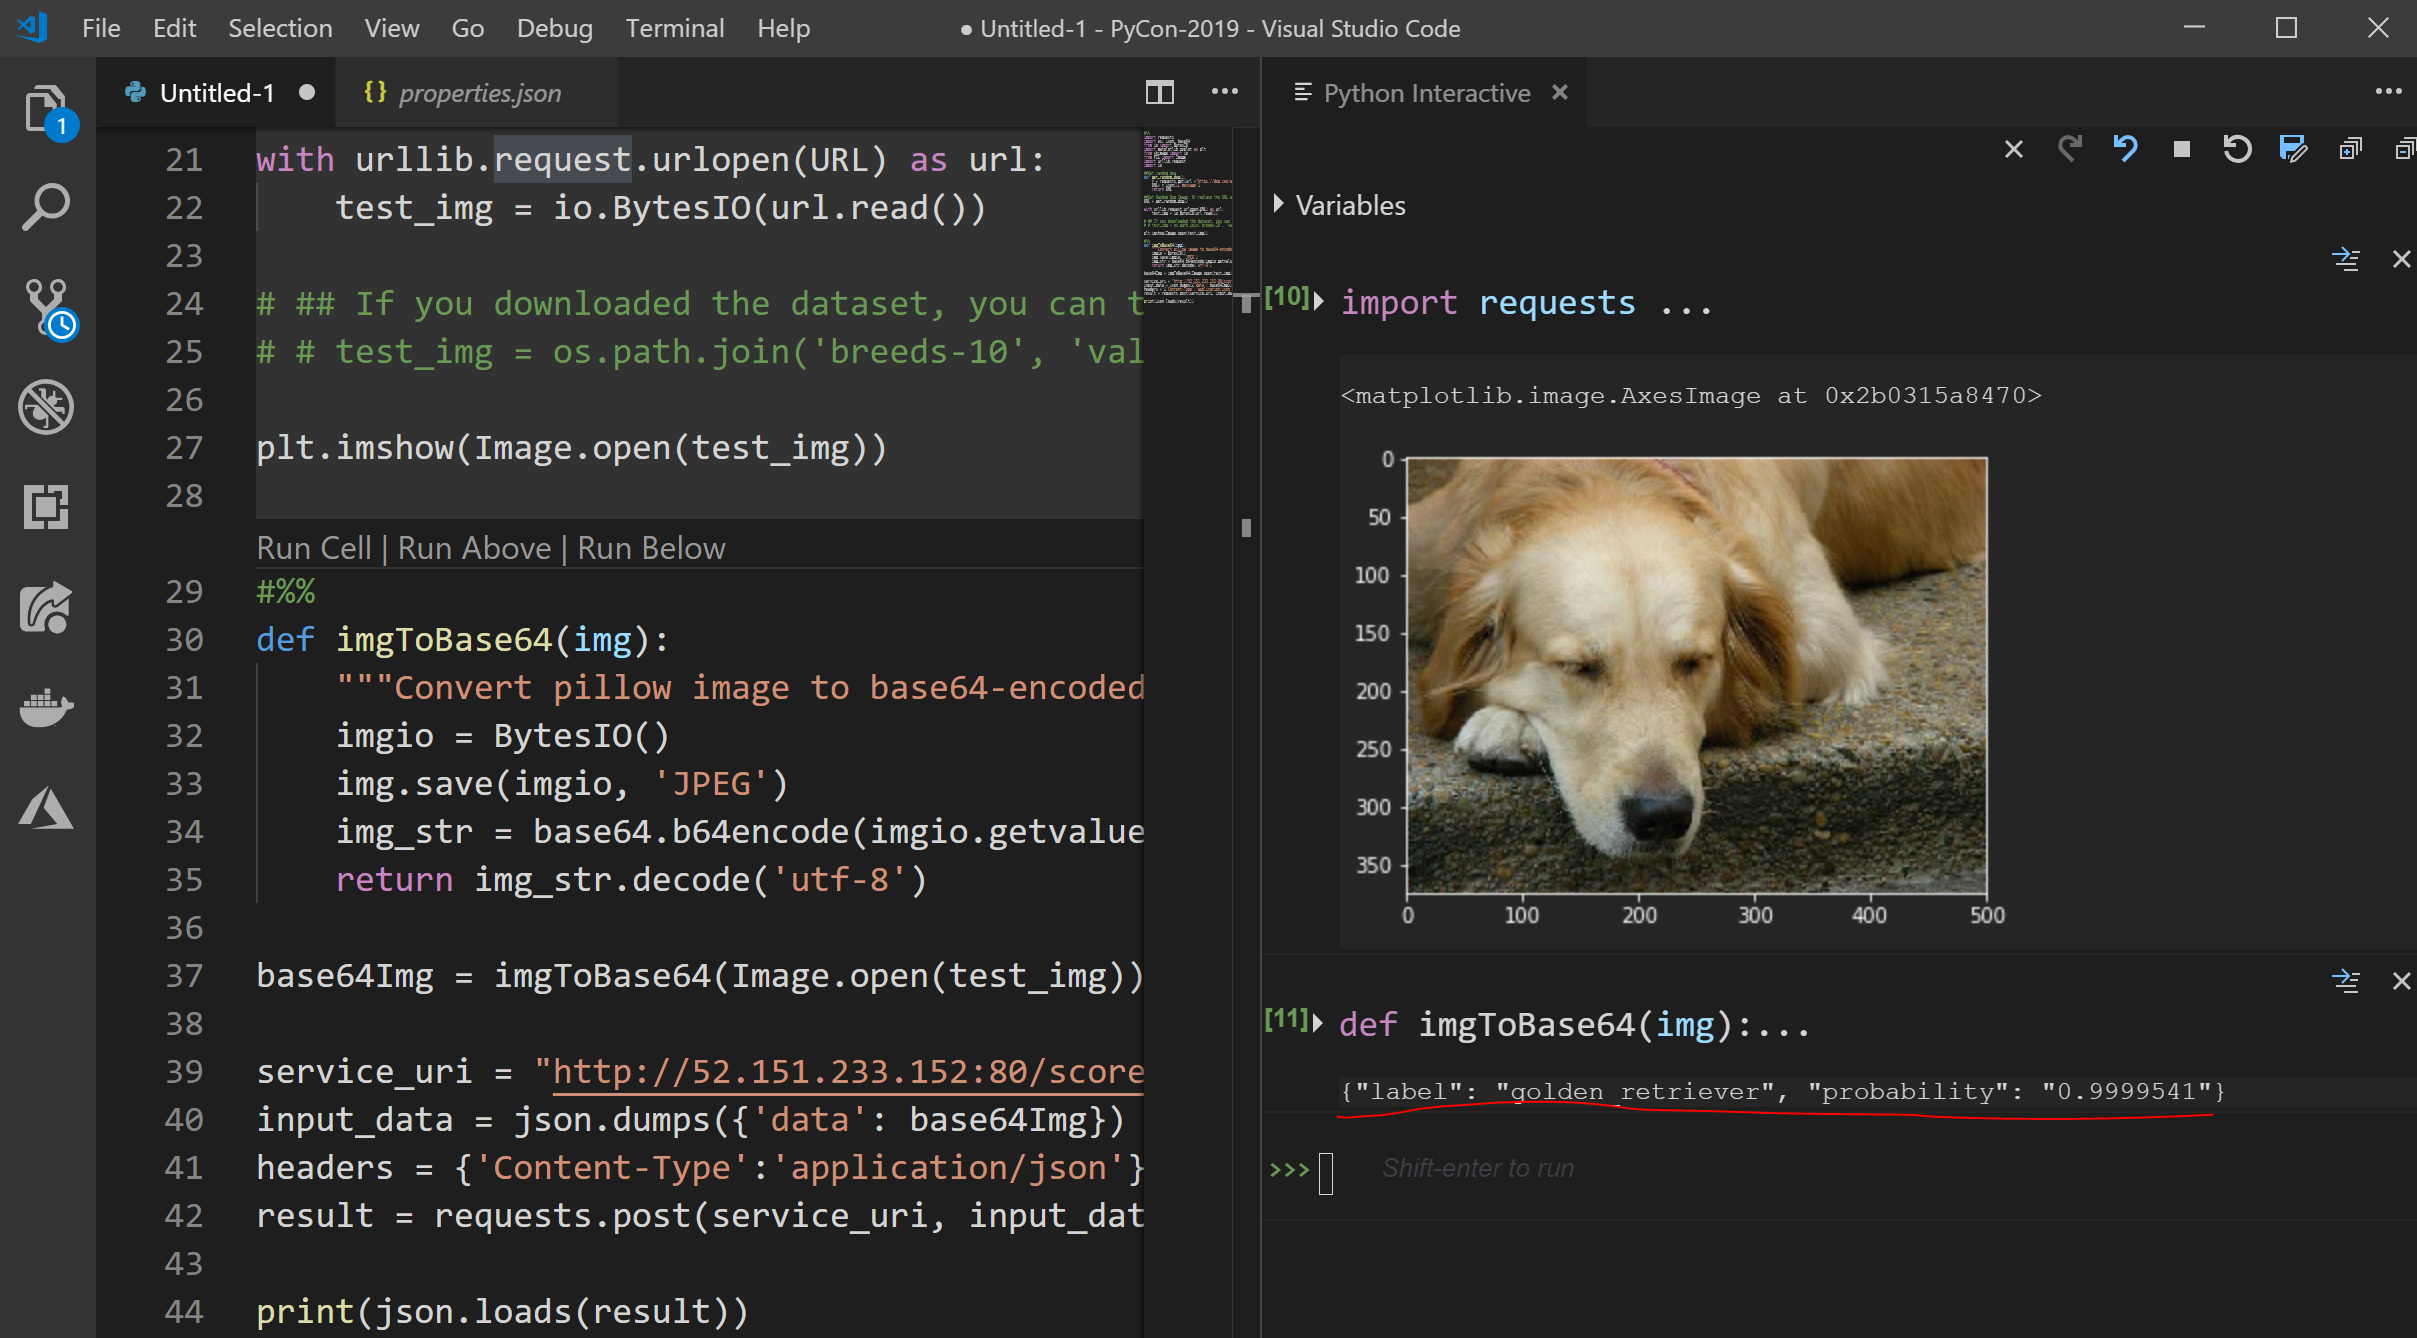 File Edit Selection View Go Debug Terminal Help
● Untitled-1 - PyCon-2019 - Visual Studio Code
1
Untitled-1 ●
{} properties.json
21 with urllib.request.urlopen(URL) as url:
22 test_img = io.BytesIO(url.read())
23
24 # ## If you downloaded the dataset, you can t
25 # # test_img = os.path.join('breeds-10', 'val
26
27 plt.imshow(Image.open(test_img))
28
Run Cell | Run Above | Run Below
29 #%%
30 def imgToBase64(img):
31 """Convert pillow image to base64-encoded
32 imgio = BytesIO()
33 img.save(imgio, 'JPEG')
34 img_str = base64.b64encode(imgio.getvalue
35 return img_str.decode('utf-8')
36
37 base64Img = imgToBase64(Image.open(test_img))
38
39 service_uri = "http://52.151.233.152:80/score
40 input_data = json.dumps({'data': base64Img})
41 headers = {'Content-Type':'application/json'}
42 result = requests.post(service_uri, input_dat
43
44 print(json.loads(result))
Python Interactive
Variables
[10] import requests ...
<matplotlib.image.AxesImage at 0x2b0315a8470>
0
50
100
150
200
250
300
350
0 100 200 300 400 500
[11] def imgToBase64(img):...
{"label": "golden_retriever", "probability": "0.9999541"}
>>> Shift-enter to run